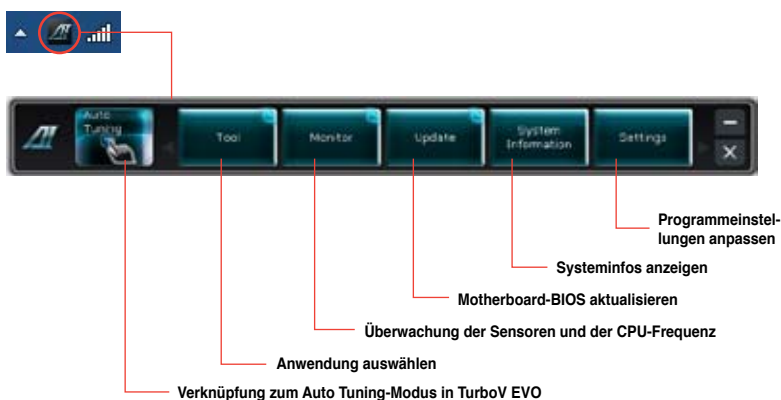 Auto
Tuning
Tool
Monitor
Update
System
Information
Settings
Programmeinstel-
lungen anpassen
Systeminfos anzeigen
Motherboard-BIOS aktualisieren
Überwachung der Sensoren und der CPU-Frequenz
Anwendung auswählen
Verknüpfung zum Auto Tuning-Modus in TurboV EVO